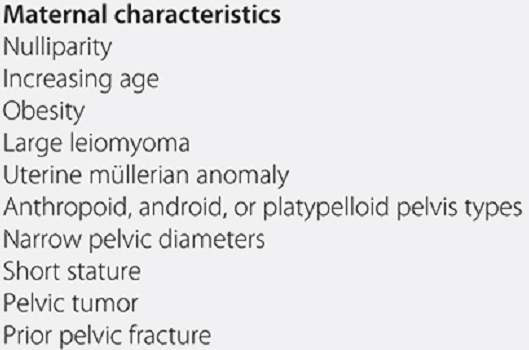 Maternal characteristics
Nulliparity
Increasing age
Obesity
Large leiomyoma
Uterine müllerian anomaly
Anthropoid, android, or platypelloid pelvis types
Narrow pelvic diameters
Short stature
Pelvic tumor
Prior pelvic fracture